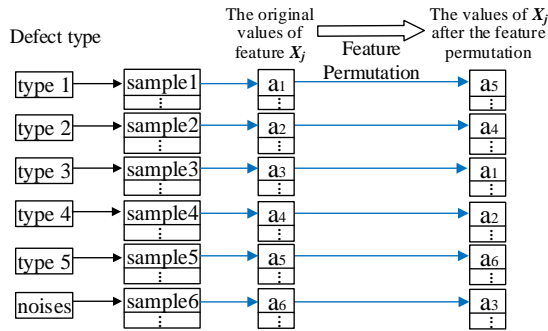 Defect type
The original
values of
feature Xj
Feature
Permutation
The values of Xj
after the feature
permutation
type 1
sample1
⋮
a1
⋮
a5
⋮
type 2
sample2
⋮
a2
⋮
a4
⋮
type 3
sample3
⋮
a3
⋮
a1
⋮
type 4
sample4
⋮
a4
⋮
a2
⋮
type 5
sample5
⋮
a5
⋮
a6
⋮
noises
sample6
⋮
a6
⋮
a3
⋮